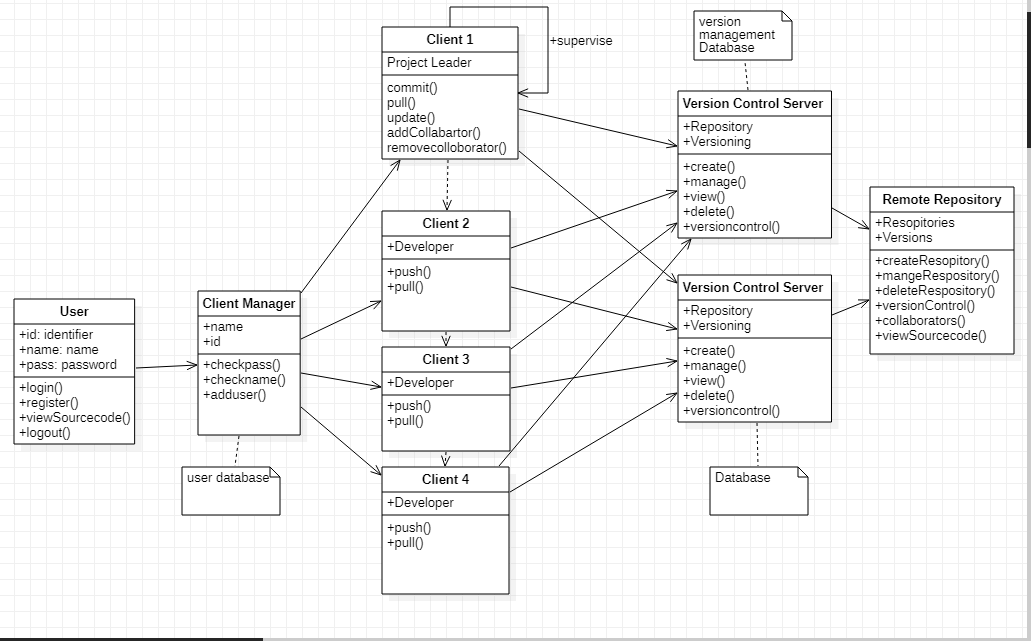 User
+id: identifier
+name: name
+pass: password
+login()
+register()
+viewSourcecode()
+logout()
Client Manager
+name
+id
+checkpass()
+checkname()
+adduser()
user database
Client 1
Project Leader
commit()
pull()
update()
addCollabartor()
removecolloborator()
+supervise
Client 2
+Developer
+push()
+pull()
Client 3
+Developer
+push()
+pull()
Client 4
+Developer
+push()
+pull()
version
management
Database
Version Control Server
+Repository
+Versioning
+create()
+manage()
+view()
+delete()
+versioncontrol()
Version Control Server
+Repository
+Versioning
+create()
+manage()
+view()
+delete()
+versioncontrol()
Database
Remote Repository
+Resopitories
+Versions
+createResopitory()
+mangeRespository()
+deleteRespository()
+versionControl()
+collaborators()
+viewSourcecode()